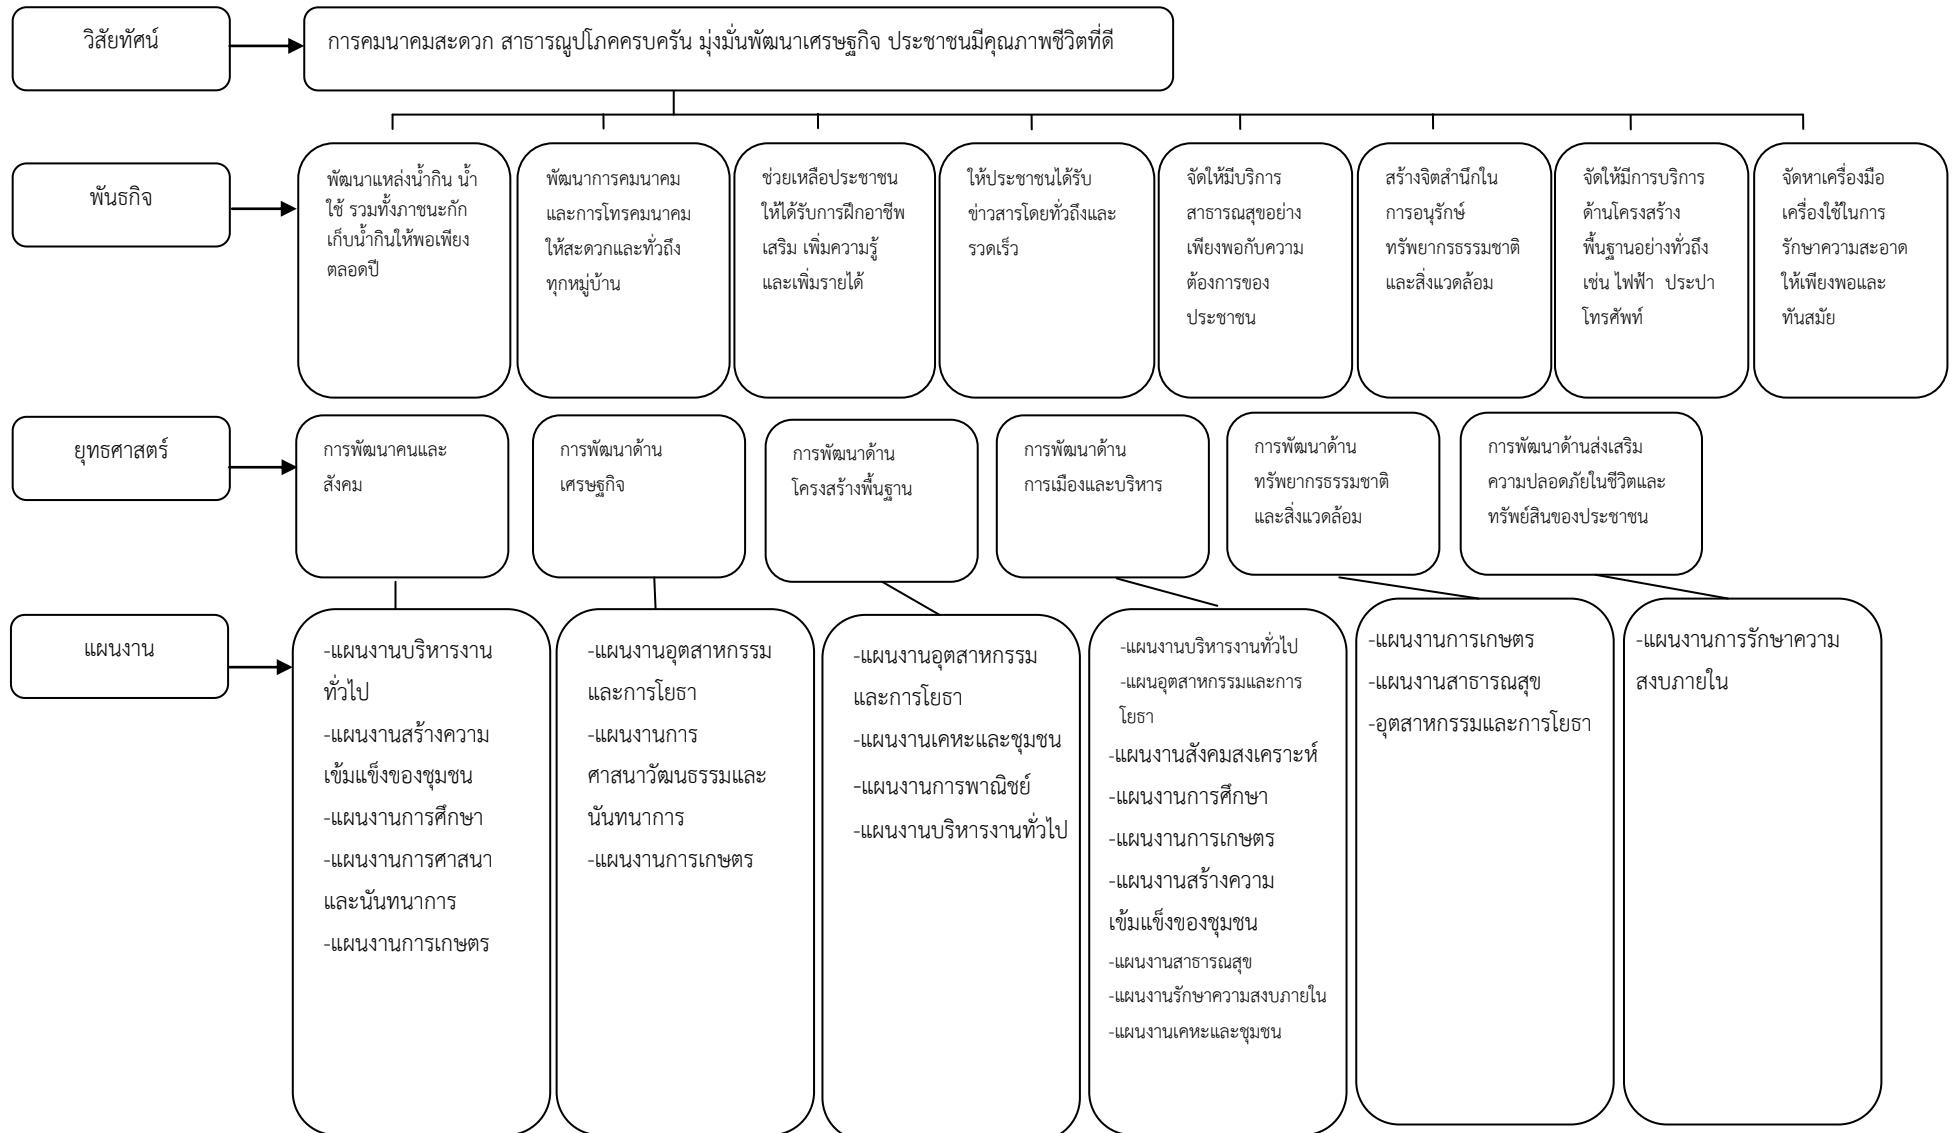 วิสัยทัศน์
การคมนาคมสะดวก สาธารณูปโภคครบครัน มุ่งมั่นพัฒนาเศรษฐกิจ ประชาชนมีคุณภาพชีวิตที่ดี
พันธกิจ
พัฒนาแหล่งน้ำกิน น้ำ
ใช้ รวมทั้งภาชนะกัก
เก็บน้ำกินให้พอเพียง
ตลอดปี
พัฒนาการคมนาคม
และการโทรคมนาคม
ให้สะดวกและทั่วถึง
ทุกหมู่บ้าน
ช่วยเหลือประชาชน
ให้ได้รับการฝึกอาชีพ
เสริม เพิ่มความรู้
และเพิ่มรายได้
ให้ประชาชนได้รับ
ข่าวสารโดยทั่วถึงและ
รวดเร็ว
จัดให้มีบริการ
สาธารณสุขอย่าง
เพียงพอกับความ
ต้องการของ
ประชาชน
สร้างจิตสำนึกใน
การอนุรักษ์
ทรัพยากรธรรมชาติ
และสิ่งแวดล้อม
จัดให้มีการบริการ
ด้านโครงสร้าง
พื้นฐานอย่างทั่วถึง
เช่น ไฟฟ้า ประปา
โทรศัพท์
จัดหาเครื่องมือ
เครื่องใช้ในการ
รักษาความสะอาด
ให้เพียงพอและ
ทันสมัย
ยุทธศาสตร์
การพัฒนาคนและ
สังคม
การพัฒนาด้าน
เศรษฐกิจ
การพัฒนาด้าน
โครงสร้างพื้นฐาน
การพัฒนาด้าน
การเมืองและบริหาร
การพัฒนาด้าน
ทรัพยากรธรรมชาติ
และสิ่งแวดล้อม
การพัฒนาด้านส่งเสริม
ความปลอดภัยในชีวิตและ
ทรัพย์สินของประชาชน
แผนงาน
-แผนงานบริหารงาน
ทั่วไป
-แผนงานสร้างความ
เข้มแข็งของชุมชน
-แผนงานการศึกษา
-แผนงานการศาสนา
และนันทนาการ
-แผนงานการเกษตร
-แผนงานอุตสาหกรรม
และการโยธา
-แผนงานการ
ศาสนาวัฒนธรรมและ
นันทนาการ
-แผนงานการเกษตร
-แผนงานอุตสาหกรรม
และการโยธา
-แผนงานเคหะและชุมชน
-แผนงานการพาณิชย์
-แผนงานบริหารงานทั่วไป
-แผนงานบริหารงานทั่วไป
-แผนอุตสาหกรรมและการ
โยธา
-แผนงานสังคมสงเคราะห์
-แผนงานการศึกษา
-แผนงานการเกษตร
-แผนงานสร้างความ
เข้มแข็งของชุมชน
-แผนงานสาธารณสุข
-แผนงานรักษาความสงบภายใน
-แผนงานเคหะและชุมชน
-แผนงานการเกษตร
-แผนงานสาธารณสุข
-อุตสาหกรรมและการโยธา
-แผนงานการรักษาความ
สงบภายใน